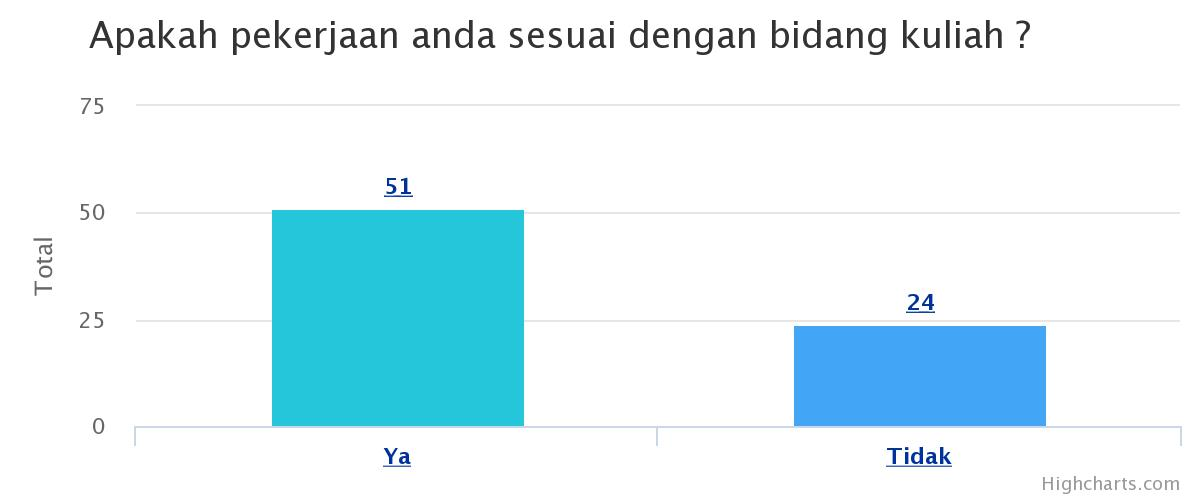 Apakah pekerjaan anda sesuai dengan bidang kuliah ?
75
51
50
Total
24
25
0
Ya
Tidak
Highcharts.com